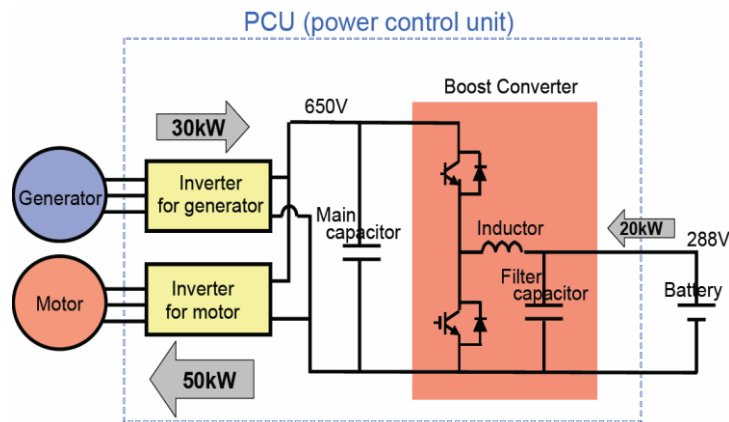 PCU (power control unit)
650V
Boost Converter
30kW
Generator
Inverter
for generator
Main
capacitor
Inductor
20kW
288V
Filter
capacitor
Battery
Motor
Inverter
for motor
50kW